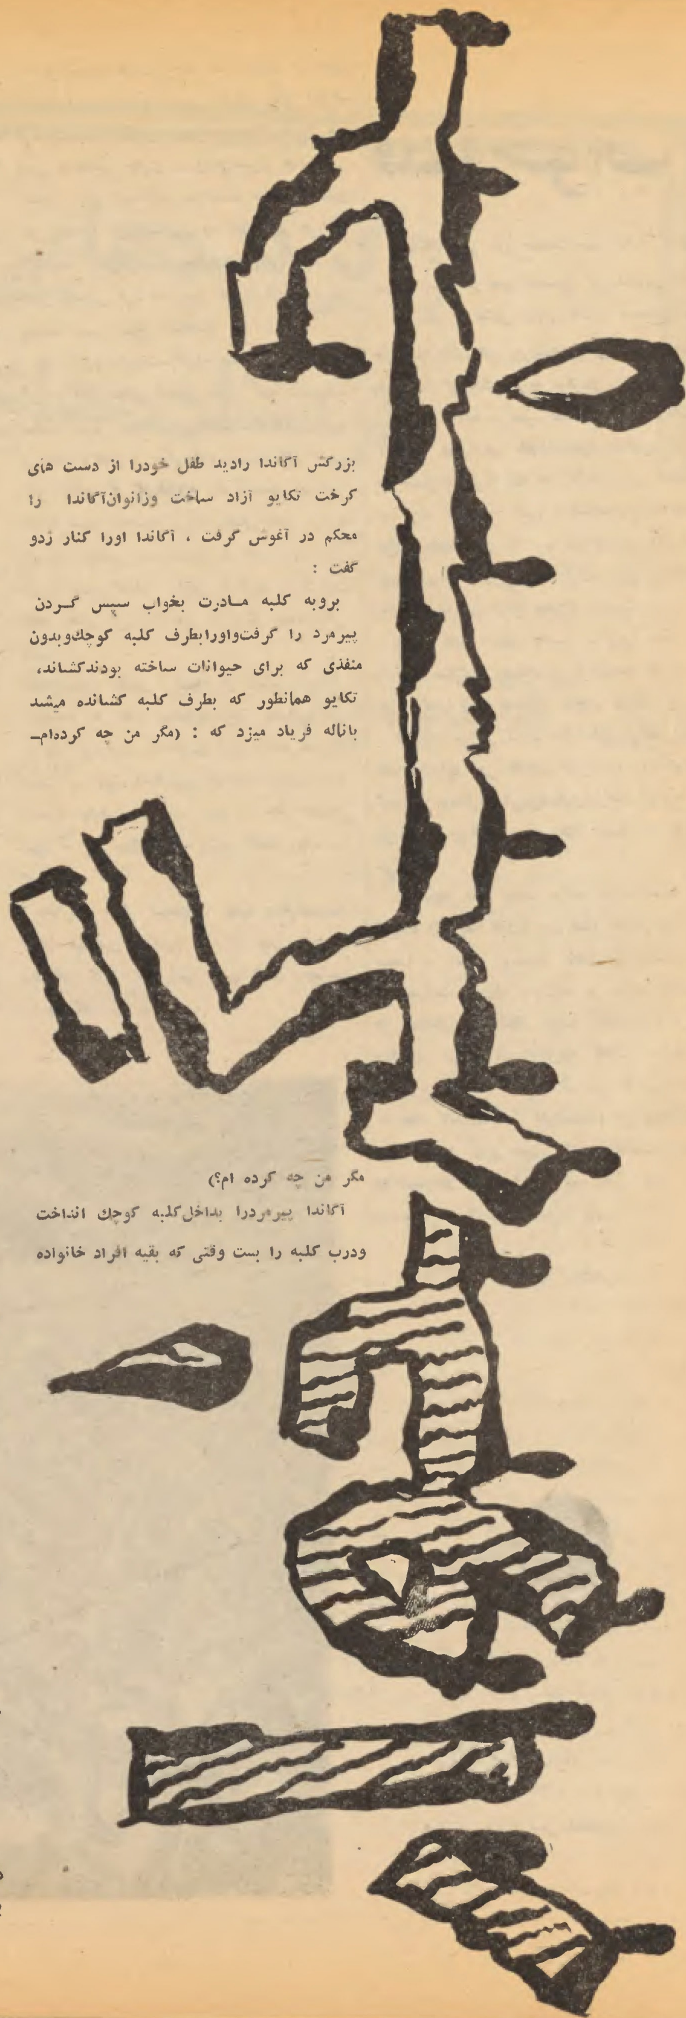 بزرگش آگاندا رادید طفل خودرا از دست های
کرخت تکایو آزاد ساخت وزانوان‌آگاندا را
محکم در آغوش گرفت ، آگاندا اورا کنار زدو
گفت :
بروبه کلبه مـادرت بخواب سپس گـردن
پیرمرد را گرفت‌واورابطرف کلبه کوچك‌وبدون
منفذی که برای حیوانات ساخته بودندکشاند،
تکایو همانطور که بطرف کلبه کشانده میشد
باناله فریاد میزد که : (مگر من چه کرده‌ام_
مگر من چه کرده ام؟)
آگاندا پیرمردرا بداخل‌کلبه کوچك انداخت
ودرب کلبه را بست وقتی که بقیه افراد خانواده